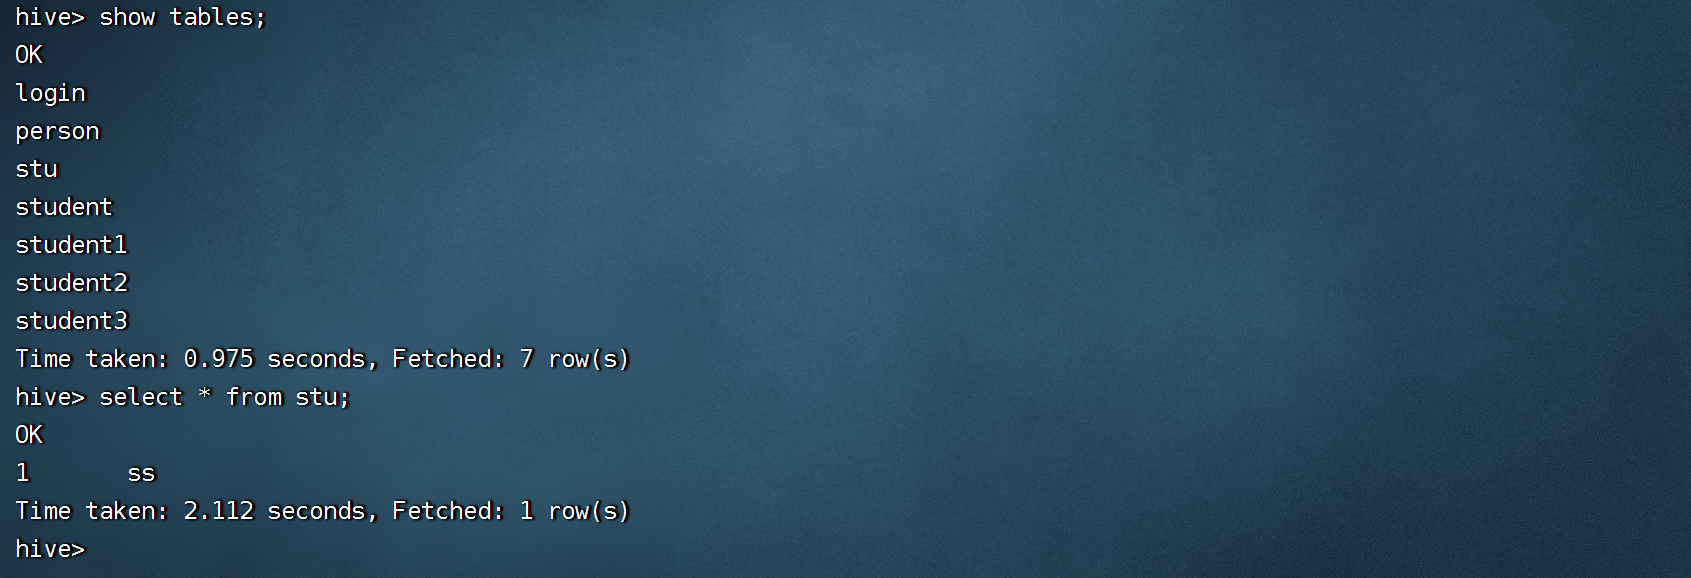 hive> show tables;
OK
login
person
stu
student
student1
student2
student3
Time taken: 0.975 seconds, Fetched: 7 row(s)
hive> select * from stu;
OK
1       ss
Time taken: 2.112 seconds, Fetched: 1 row(s)
hive>